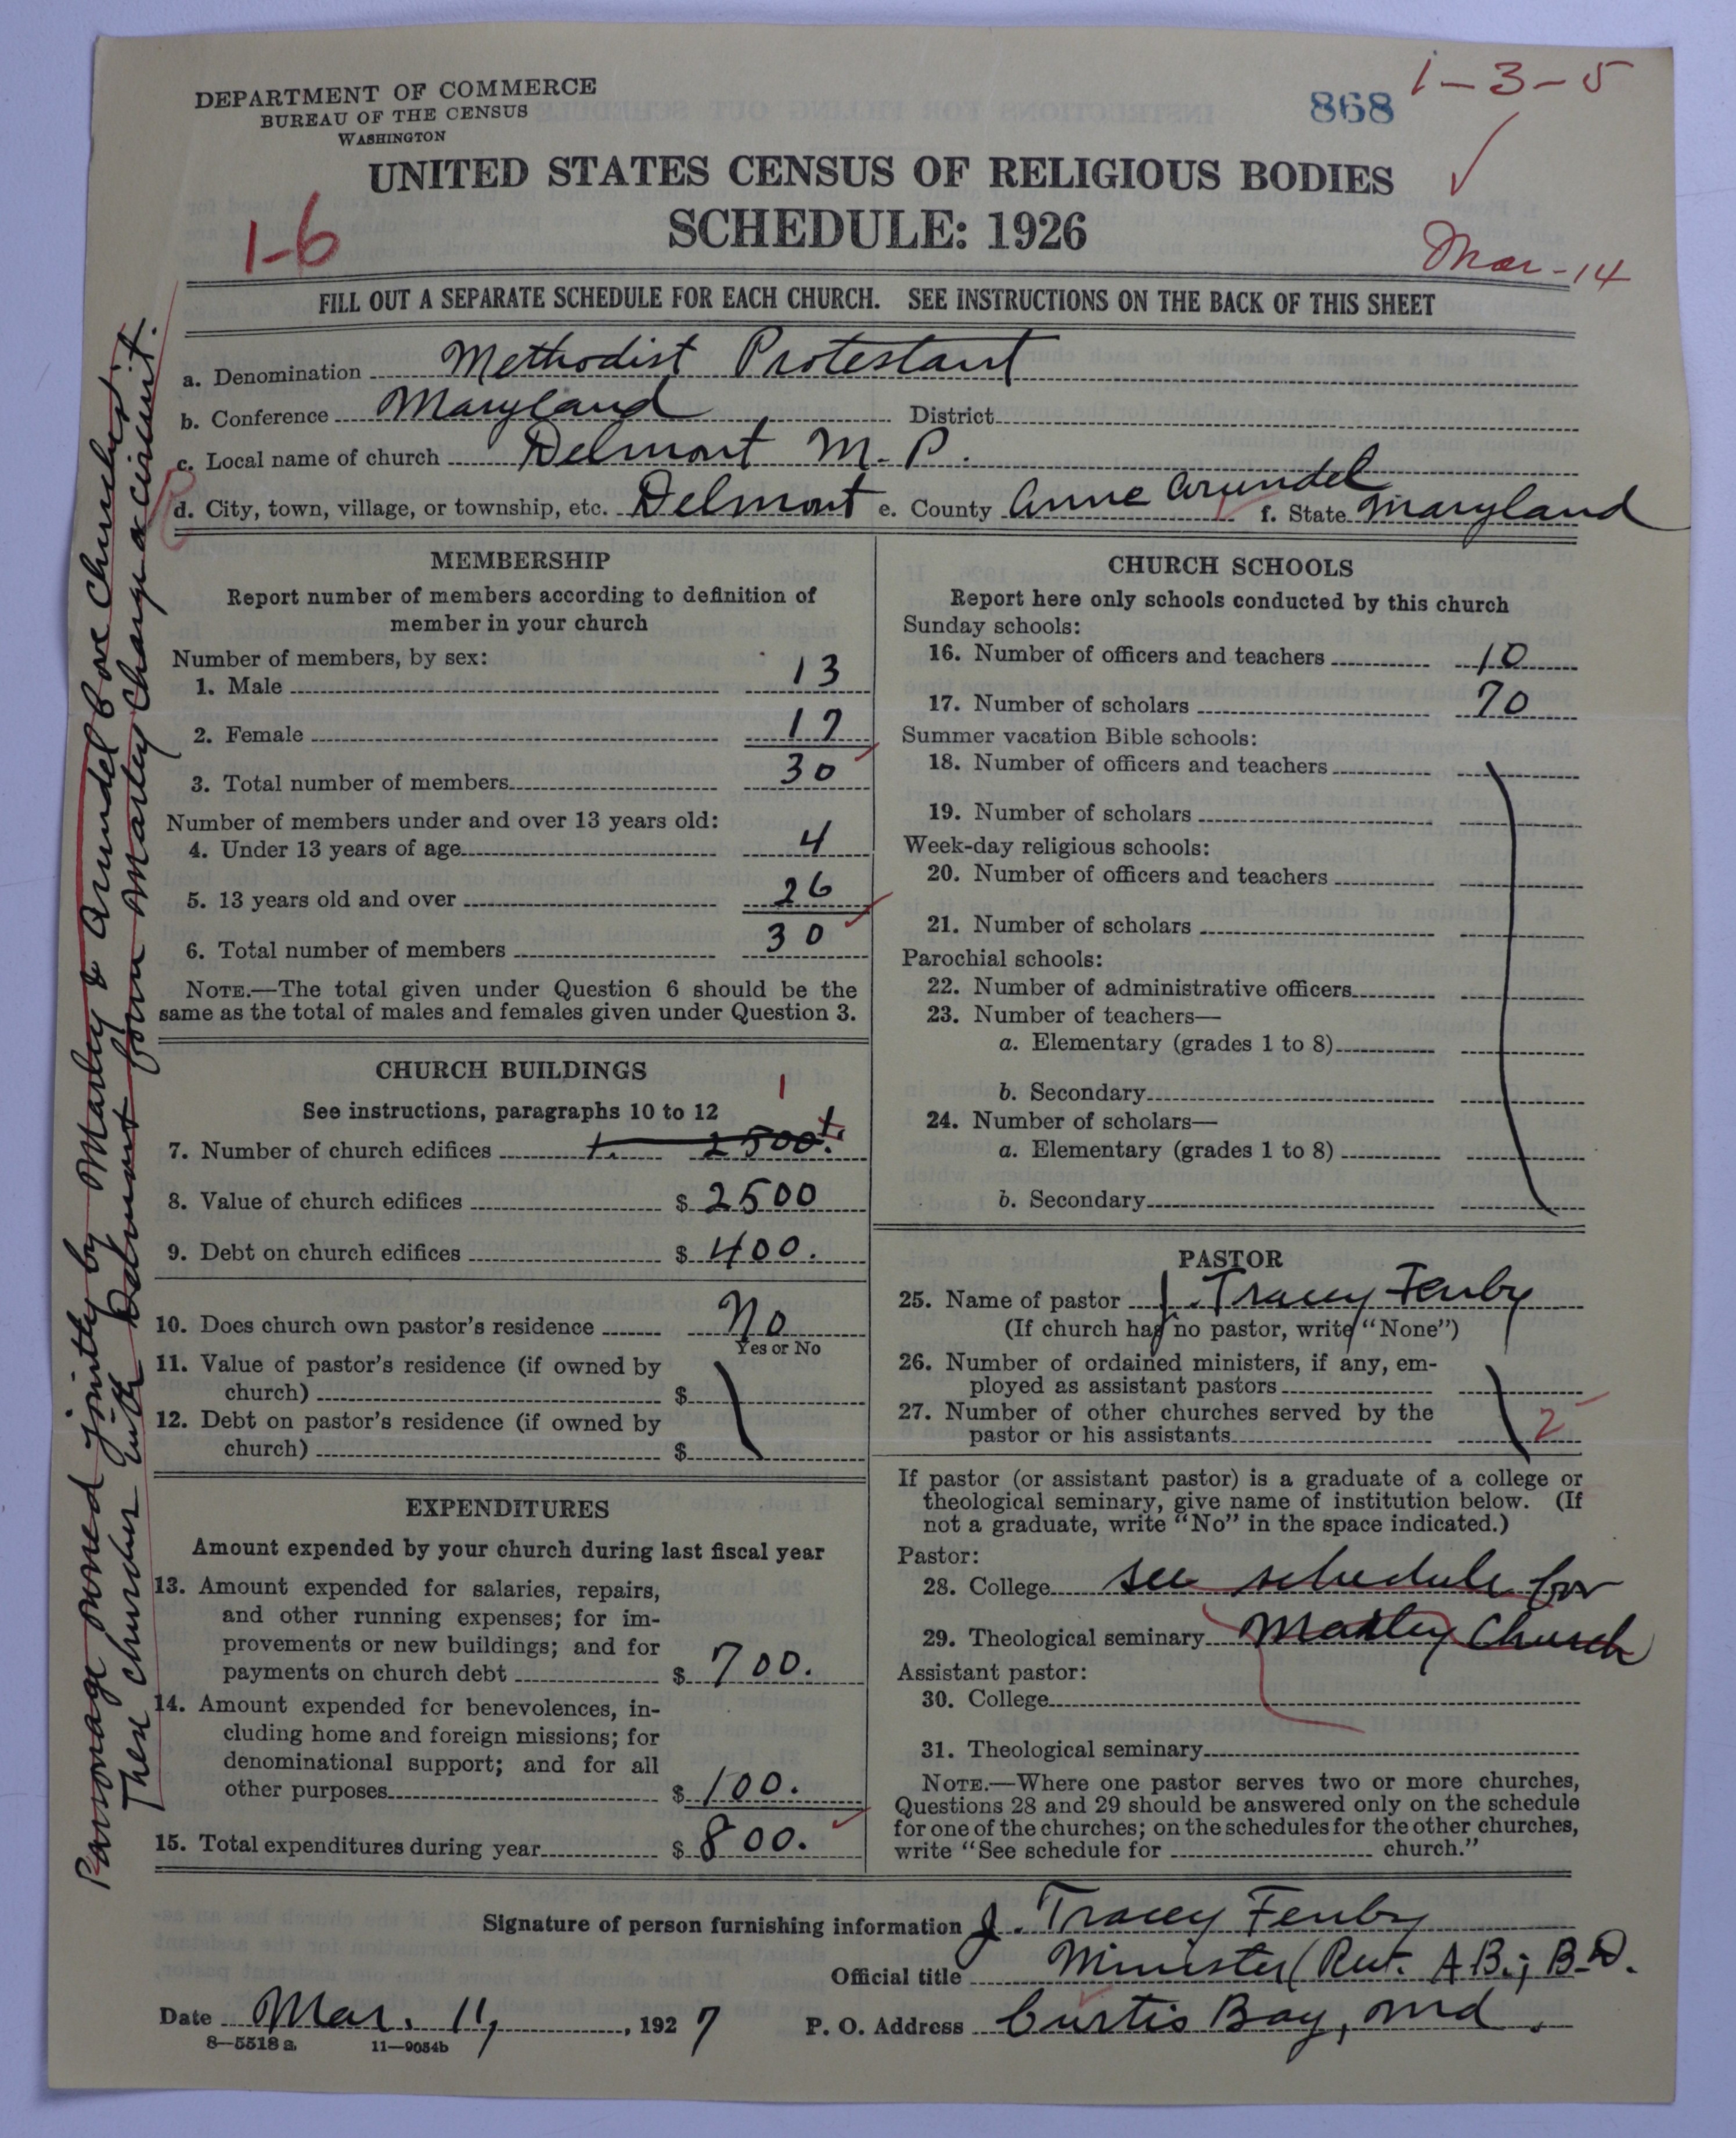 DEPARTMENT OF COMMERCE
BUREAU OF THE CENSUS
WASHINGTON
868
1-3-5
UNITED STATES CENSUS OF RELIGIOUS BODIES
SCHEDULE: 1926
1-6
Mar-14
FILL OUT A SEPARATE SCHEDULE FOR EACH CHURCH. SEE INSTRUCTIONS ON THE BACK OF THIS SHEET
a. Denomination Methodist Protestant
b. Conference Maryland District
c. Local name of church Delmont M. P.
d. City, town, village, or township, etc. Delmont e. County Anne Arundel f. State Maryland
MEMBERSHIP
Report number of members according to definition of
member in your church
Number of members, by sex:
1. Male 13
2. Female 17
3. Total number of members 30
Number of members under and over 13 years old:
4. Under 13 years of age 4
5. 13 years old and over 26
6. Total number of members 30
NOTE.—The total given under Question 6 should be the
same as the total of males and females given under Question 3.
CHURCH BUILDINGS
1
See instructions, paragraphs 10 to 12
7. Number of church edifices 1. 2500.
8. Value of church edifices $ 2500
9. Debt on church edifices $ 400.
10. Does church own pastor's residence No
Yes or No
11. Value of pastor's residence (if owned by
church) $
12. Debt on pastor's residence (if owned by
church) $
EXPENDITURES
Amount expended by your church during last fiscal year
13. Amount expended for salaries, repairs,
and other running expenses; for im-
provements or new buildings; and for
payments on church debt $ 700.
14. Amount expended for benevolences, in-
cluding home and foreign missions; for
denominational support; and for all
other purposes $ 100.
15. Total expenditures during year $ 800.
CHURCH SCHOOLS
Report here only schools conducted by this church
Sunday schools:
16. Number of officers and teachers 10
17. Number of scholars 70
Summer vacation Bible schools:
18. Number of officers and teachers
19. Number of scholars
Week-day religious schools:
20. Number of officers and teachers
21. Number of scholars
Parochial schools:
22. Number of administrative officers
23. Number of teachers—
a. Elementary (grades 1 to 8)
b. Secondary
24. Number of scholars—
a. Elementary (grades 1 to 8)
b. Secondary
PASTOR
25. Name of pastor J. Tracey Fenby
(If church has no pastor, write "None")
26. Number of ordained ministers, if any, em-
ployed as assistant pastors
27. Number of other churches served by the
pastor or his assistants 2
If pastor (or assistant pastor) is a graduate of a college or
theological seminary, give name of institution below. (If
not a graduate, write "No" in the space indicated.)
Pastor:
28. College see schedule for
29. Theological seminary Marley Church
Assistant pastor:
30. College
31. Theological seminary
NOTE.—Where one pastor serves two or more churches,
Questions 28 and 29 should be answered only on the schedule
for one of the churches; on the schedules for the other churches,
write "See schedule for church."
Signature of person furnishing information J. Tracey Fenby
Official title Minister (Rev. A.B.; B.D.
Date Mar. 11, 1927 P. O. Address Curtis Bay, Md.
8—5518 a 11—9054b
Parsonage owned jointly by Marley & Arundel Cove Churches.
These churches with Delmont form Marley Charge a circuit.